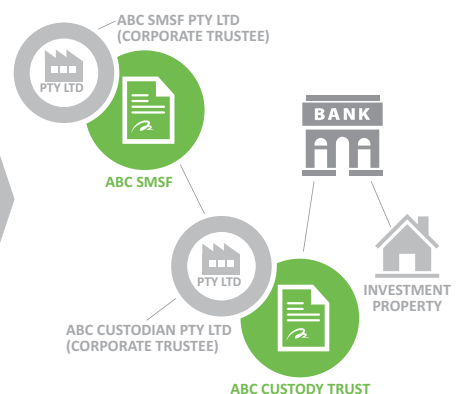 ABC SMSF PTY LTD
(CORPORATE TRUSTEE)
PTY LTD
ABC SMSF
BANK
PTY LTD
INVESTMENT
PROPERTY
ABC CUSTODIAN PTY LTD
(CORPORATE TRUSTEE)
ABC CUSTODY TRUST